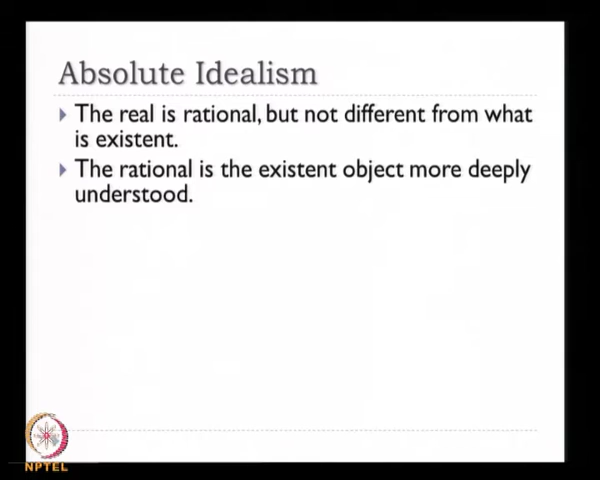 Absolute Idealism
The real is rational, but not different from what
is existent.
The rational is the existent object more deeply
understood.
NPTEL